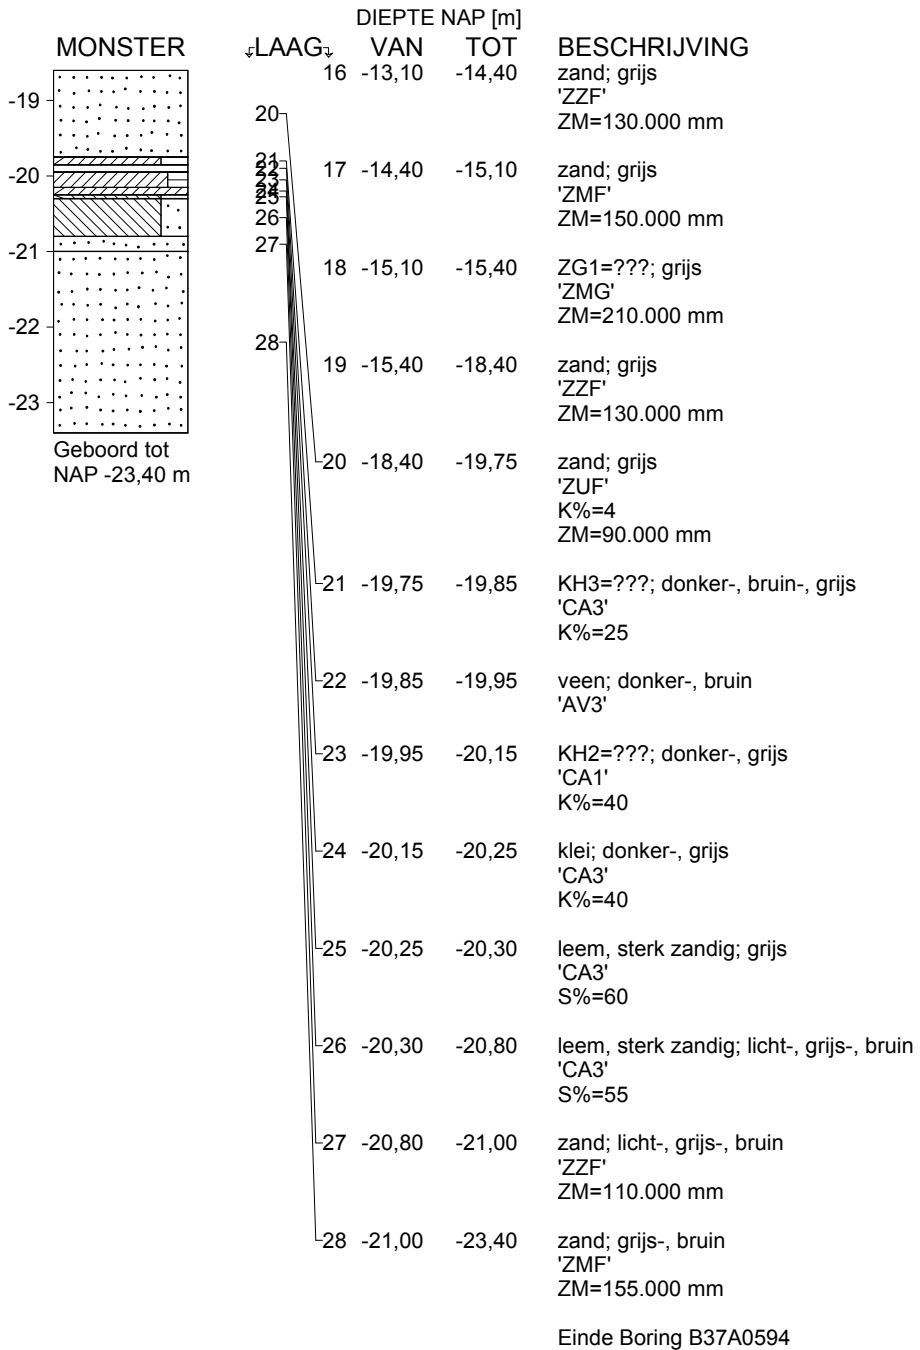 DIEPTE NAP [m]
MONSTER LAAG VAN TOT BESCHRIJVING
16 -13,10 -14,40 zand; grijs
'ZZF'
ZM=130.000 mm
17 -14,40 -15,10 zand; grijs
'ZMF'
ZM=150.000 mm
18 -15,10 -15,40 ZG1=???; grijs
'ZMG'
ZM=210.000 mm
19 -15,40 -18,40 zand; grijs
'ZZF'
ZM=130.000 mm
20 -18,40 -19,75 zand; grijs
'ZUF'
K%=4
ZM=90.000 mm
21 -19,75 -19,85 KH3=???; donker-, bruin-, grijs
'CA3'
K%=25
22 -19,85 -19,95 veen; donker-, bruin
'AV3'
23 -19,95 -20,15 KH2=???; donker-, grijs
'CA1'
K%=40
24 -20,15 -20,25 klei; donker-, grijs
'CA3'
K%=40
25 -20,25 -20,30 leem, sterk zandig; grijs
'CA3'
S%=60
26 -20,30 -20,80 leem, sterk zandig; licht-, grijs-, bruin
'CA3'
S%=55
27 -20,80 -21,00 zand; licht-, grijs-, bruin
'ZZF'
ZM=110.000 mm
28 -21,00 -23,40 zand; grijs-, bruin
'ZMF'
ZM=155.000 mm
Einde Boring B37A0594
-19
-20
-21
-22
-23
Geboord tot
NAP -23,40 m
20
21
22
23
24
25
26
27
28